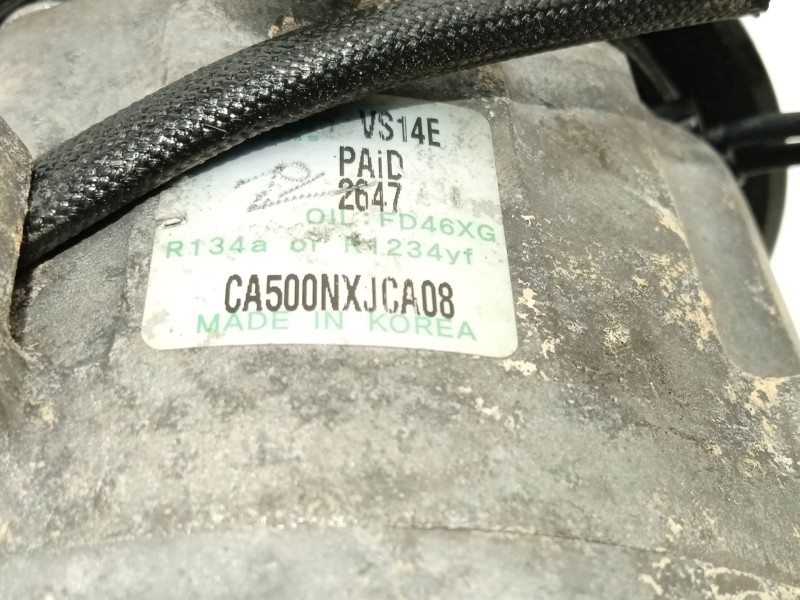 VS14E
PAiD
2647
OIL : FD46XG
R134a or R1234yf
CA500NXJCA08
MADE IN KOREA